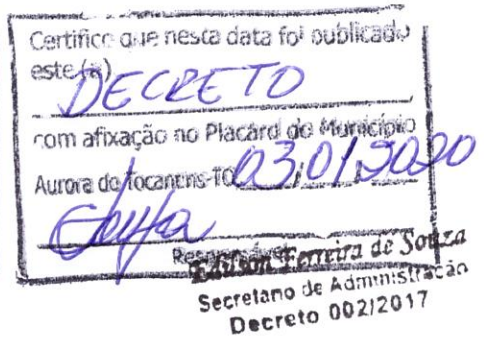 Certifico que nesta data foi publicado
este (a) DECRETO
com afixação no Placard do Município
Aurora do Tocantins-TO 03,01,2020
Responsável
Edilson Ferreira de Souza
Secretario de Administração
Decreto 002/2017